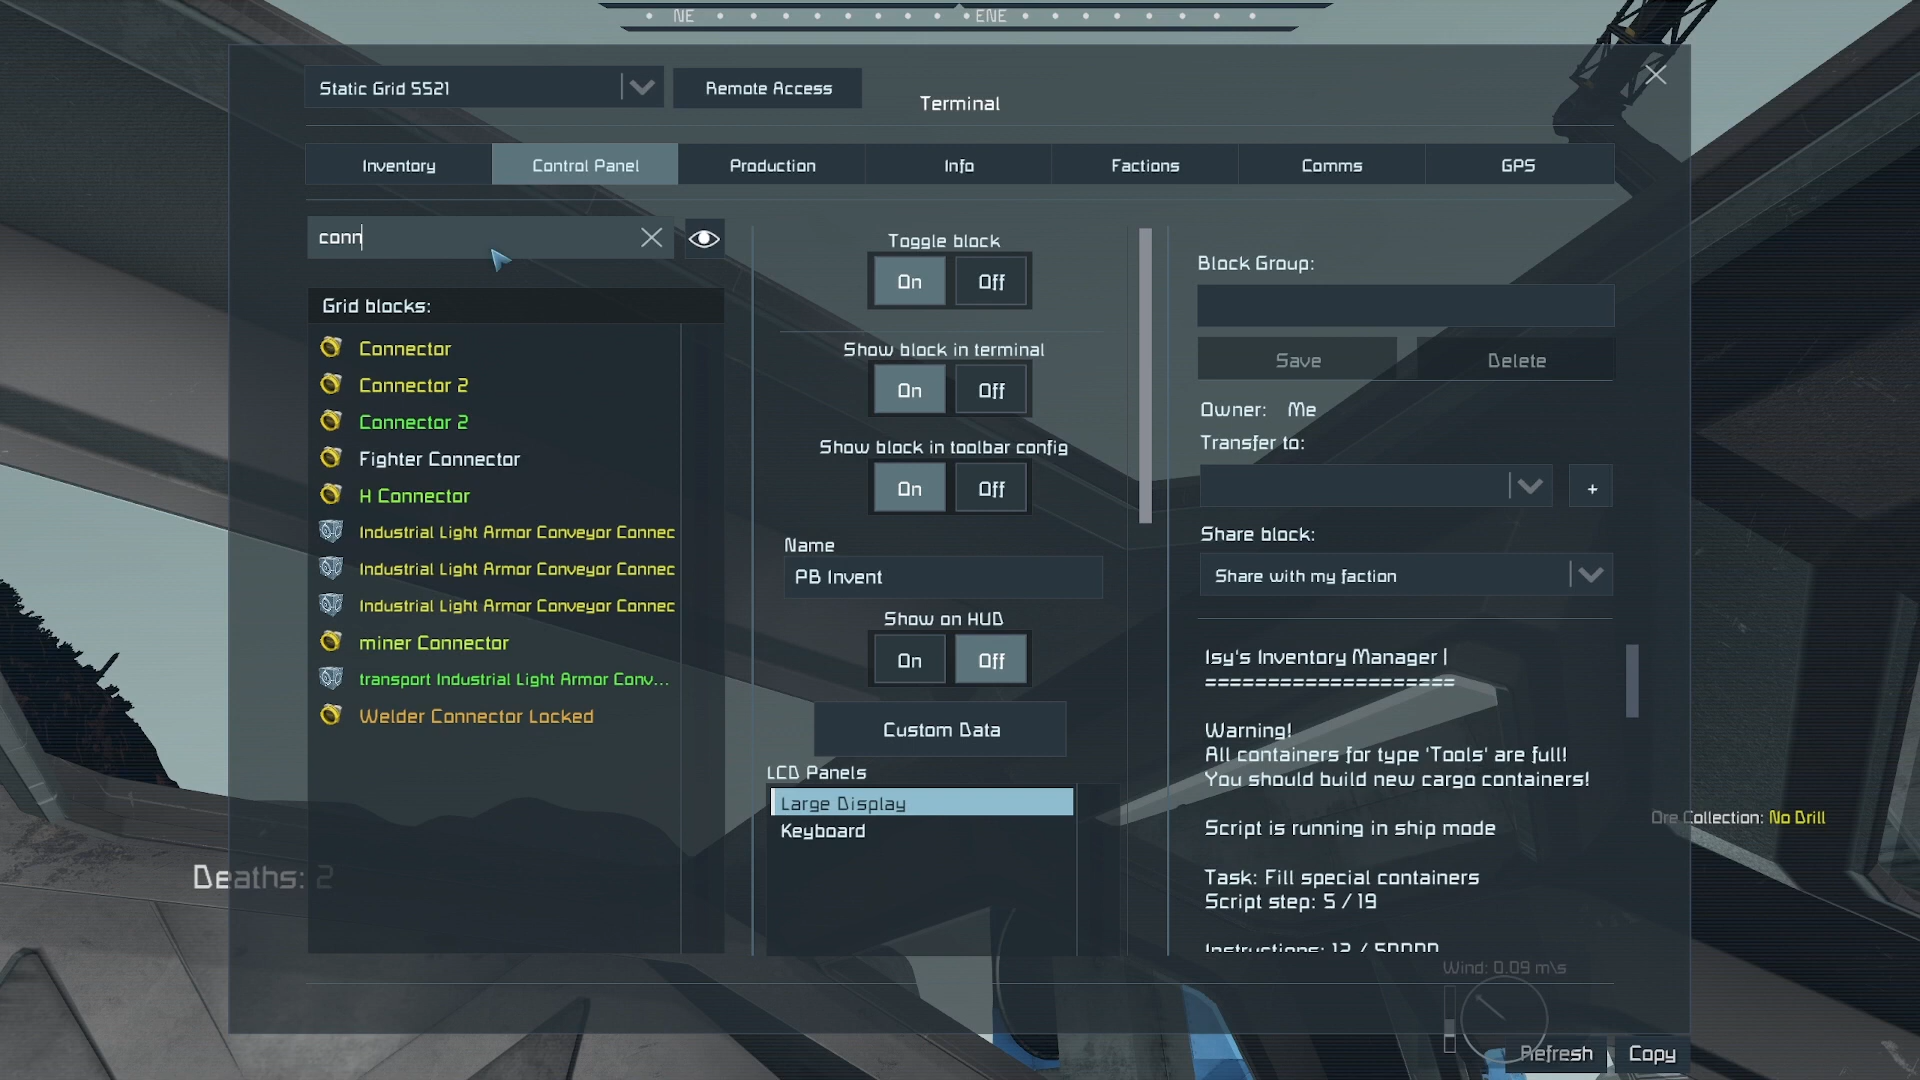 NE
ENE
Static Grid 5521
Remote Access
Terminal
Inventory
Control Panel
Production
Info
Factions
Comms
GPS
conn
Grid blocks:
Connector
Connector 2
Connector 2
Fighter Connector
H Connector
Industrial Light Armor Conveyor Connec
Industrial Light Armor Conveyor Connec
Industrial Light Armor Conveyor Connec
miner Connector
transport Industrial Light Armor Conv...
Welder Connector Locked
Toggle block
On
Off
Show block in terminal
On
Off
Show block in toolbar config
On
Off
Name
PB Invent
Show on HUD
On
Off
Custom Data
LCD Panels
Large Display
Keyboard
Block Group:
Save
Delete
Owner: Me
Transfer to:
+
Share block:
Share with my faction
Isy's Inventory Manager |
====================
Warning!
All containers for type 'Tools' are full!
You should build new cargo containers!
Script is running in ship mode
Task: Fill special containers
Script step: 5 / 19
Instructions: 12 / 50000
Ore Collection: No Drill
Deaths: 2
Wind: 0.09 m\s
Refresh
Copy